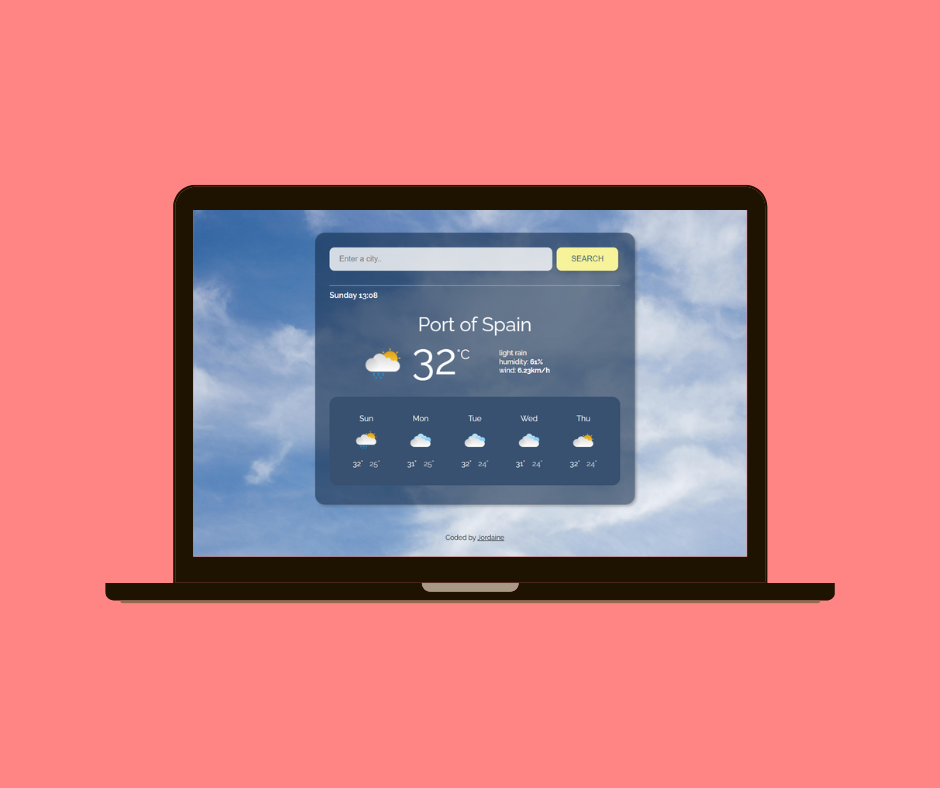 Enter a city..
SEARCH
Sunday 13:08
Port of Spain
32°C
light rain
humidity: 61%
wind: 6.23km/h
Sun Mon Tue Wed Thu
32° 25° 31° 25° 32° 24° 31° 24° 32° 24°
Coded by Jordaine